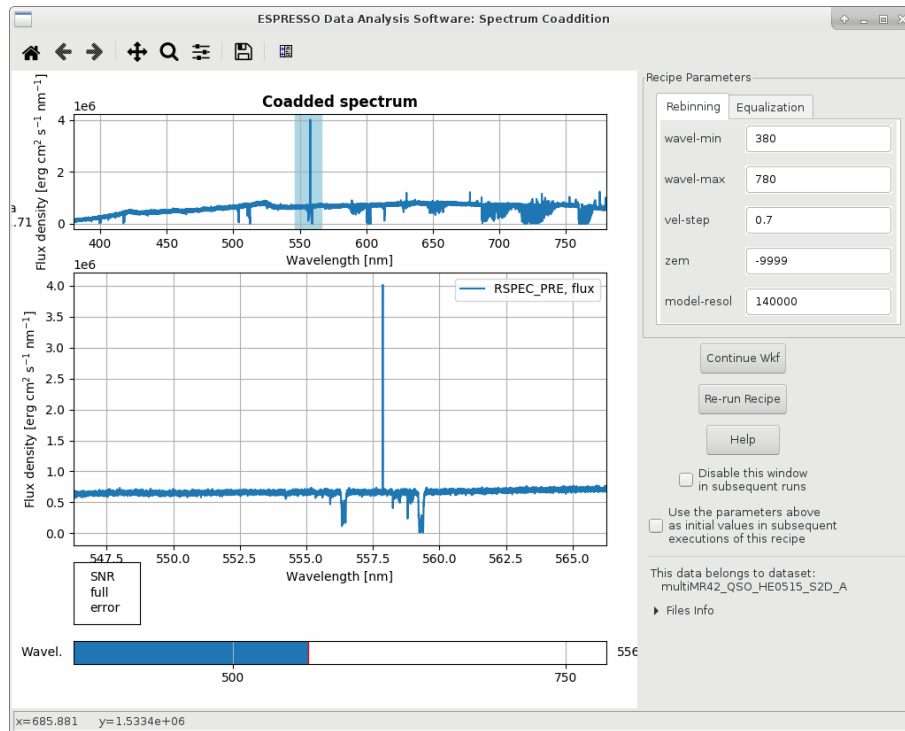 ESPRESSO Data Analysis Software: Spectrum Coaddition
Coadded spectrum
1e6
Flux density [erg cm² s⁻¹ nm⁻¹]
4
2
0
a
.71
400 450 500 550 600 650 700 750
Wavelength [nm]
1e6
Flux density [erg cm² s⁻¹ nm⁻¹]
4.0
3.5
3.0
2.5
2.0
1.5
1.0
0.5
0.0
RSPEC_PRE, flux
547.5 550.0 552.5 555.0 557.5 560.0 562.5 565.0
Wavelength [nm]
SNR
full
error
Wavel.
556
500 750
x=685.881 y=1.5334e+06
Recipe Parameters
Rebinning Equalization
wavel-min 380
wavel-max 780
vel-step 0.7
zem -9999
model-resol 140000
Continue Wkf
Re-run Recipe
Help
Disable this window
in subsequent runs
Use the parameters above
as initial values in subsequent
executions of this recipe
This data belongs to dataset:
multiMR42_QSO_HE0515_S2D_A
Files Info